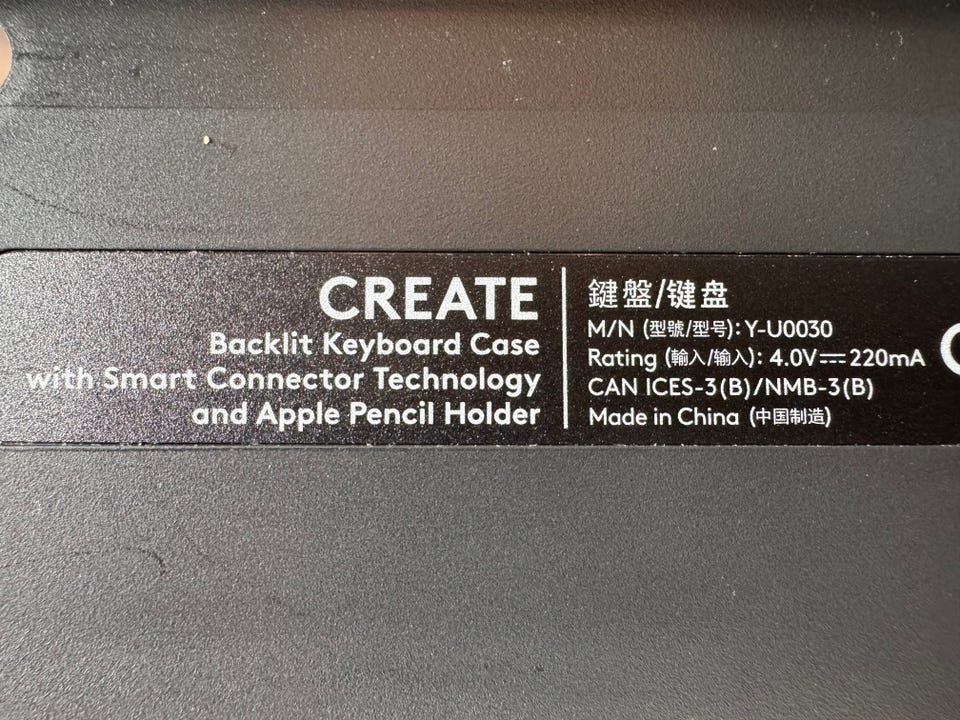 CREATE
Backlit Keyboard Case
with Smart Connector Technology
and Apple Pencil Holder
鍵盤/键盘
M/N (型號/型号): Y-U0030
Rating (輸入/输入): 4.0V⎓220mA
CAN ICES-3(B)/NMB-3(B)
Made in China (中国制造)